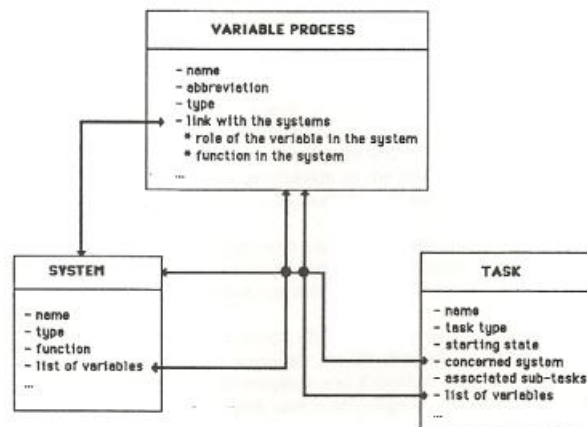 VARIABLE PROCESS
- name
- abbreviation
- type
- link with the systems
* role of the variable in the system
* function in the system
...
SYSTEM
- name
- type
- function
- list of variables
...
TASK
- name
- task type
- starting state
- concerned system
- associated sub-tasks
- list of variables
...